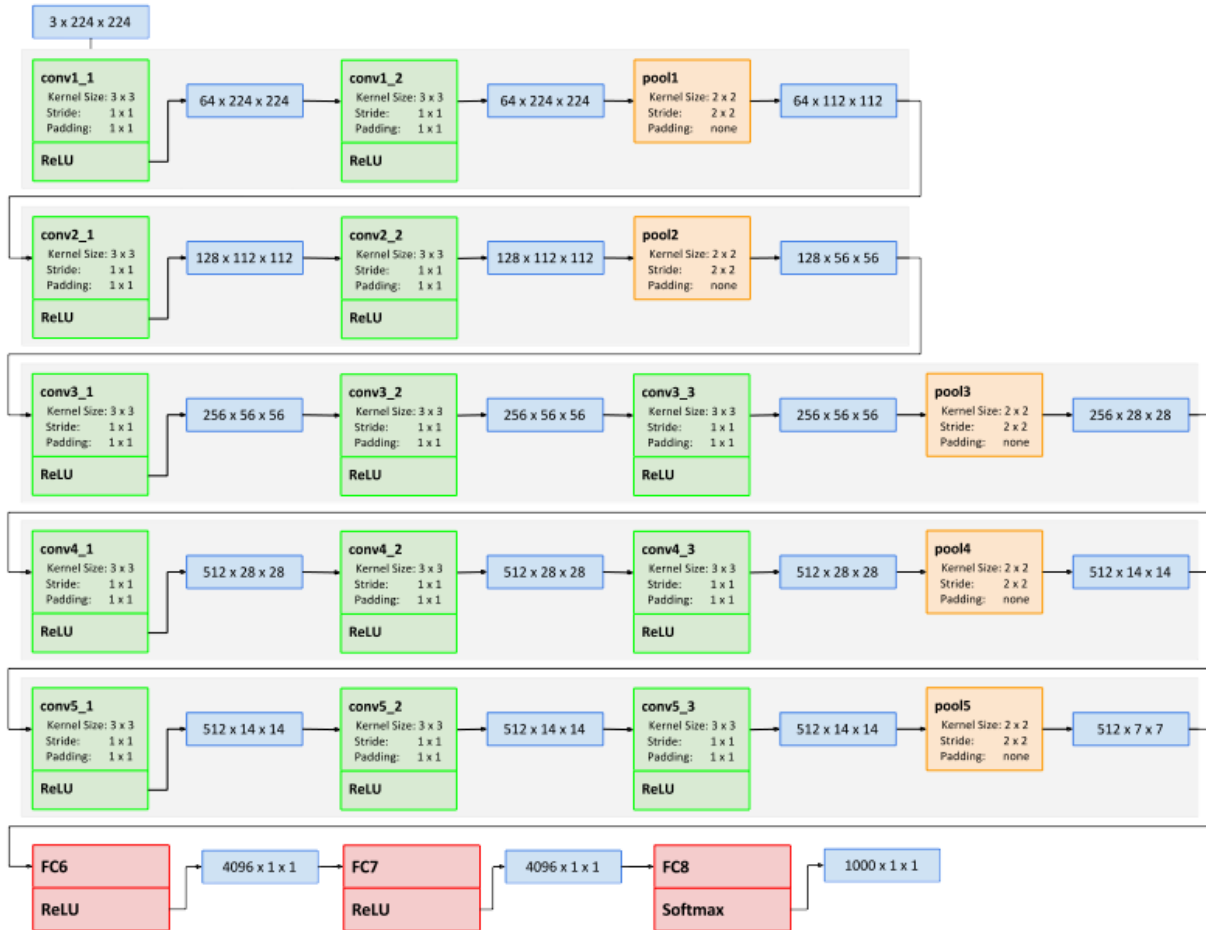 3 x 224 x 224
conv1_1
Kernel Size: 3 x 3
Stride: 1 x 1
Padding: 1 x 1
ReLU
64 x 224 x 224
conv1_2
Kernel Size: 3 x 3
Stride: 1 x 1
Padding: 1 x 1
ReLU
64 x 224 x 224
pool1
Kernel Size: 2 x 2
Stride: 2 x 2
Padding: none
64 x 112 x 112
conv2_1
Kernel Size: 3 x 3
Stride: 1 x 1
Padding: 1 x 1
ReLU
128 x 112 x 112
conv2_2
Kernel Size: 3 x 3
Stride: 1 x 1
Padding: 1 x 1
ReLU
128 x 112 x 112
pool2
Kernel Size: 2 x 2
Stride: 2 x 2
Padding: none
128 x 56 x 56
conv3_1
Kernel Size: 3 x 3
Stride: 1 x 1
Padding: 1 x 1
ReLU
256 x 56 x 56
conv3_2
Kernel Size: 3 x 3
Stride: 1 x 1
Padding: 1 x 1
ReLU
256 x 56 x 56
conv3_3
Kernel Size: 3 x 3
Stride: 1 x 1
Padding: 1 x 1
ReLU
256 x 56 x 56
pool3
Kernel Size: 2 x 2
Stride: 2 x 2
Padding: none
256 x 28 x 28
conv4_1
Kernel Size: 3 x 3
Stride: 1 x 1
Padding: 1 x 1
ReLU
512 x 28 x 28
conv4_2
Kernel Size: 3 x 3
Stride: 1 x 1
Padding: 1 x 1
ReLU
512 x 28 x 28
conv4_3
Kernel Size: 3 x 3
Stride: 1 x 1
Padding: 1 x 1
ReLU
512 x 28 x 28
pool4
Kernel Size: 2 x 2
Stride: 2 x 2
Padding: none
512 x 14 x 14
conv5_1
Kernel Size: 3 x 3
Stride: 1 x 1
Padding: 1 x 1
ReLU
512 x 14 x 14
conv5_2
Kernel Size: 3 x 3
Stride: 1 x 1
Padding: 1 x 1
ReLU
512 x 14 x 14
conv5_3
Kernel Size: 3 x 3
Stride: 1 x 1
Padding: 1 x 1
ReLU
512 x 14 x 14
pool5
Kernel Size: 2 x 2
Stride: 2 x 2
Padding: none
512 x 7 x 7
FC6
ReLU
4096 x 1 x 1
FC7
ReLU
4096 x 1 x 1
FC8
Softmax
1000 x 1 x 1